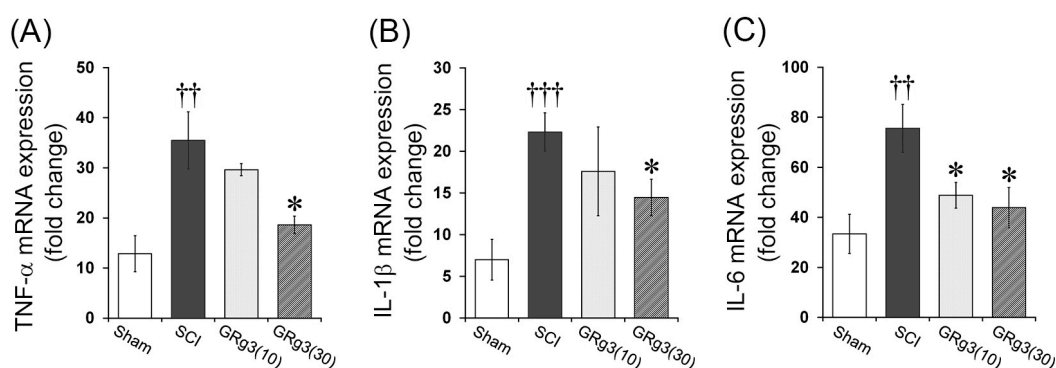 (A)
TNF-α mRNA expression
(fold change)
50
40
30
20
10
0
††
*
Sham
SCI
GRg3(10)
GRg3(30)
(B)
IL-1β mRNA expression
(fold change)
30
25
20
15
10
5
0
†††
*
Sham
SCI
GRg3(10)
GRg3(30)
(C)
IL-6 mRNA expression
(fold change)
100
80
60
40
20
0
††
*
*
Sham
SCI
GRg3(10)
GRg3(30)